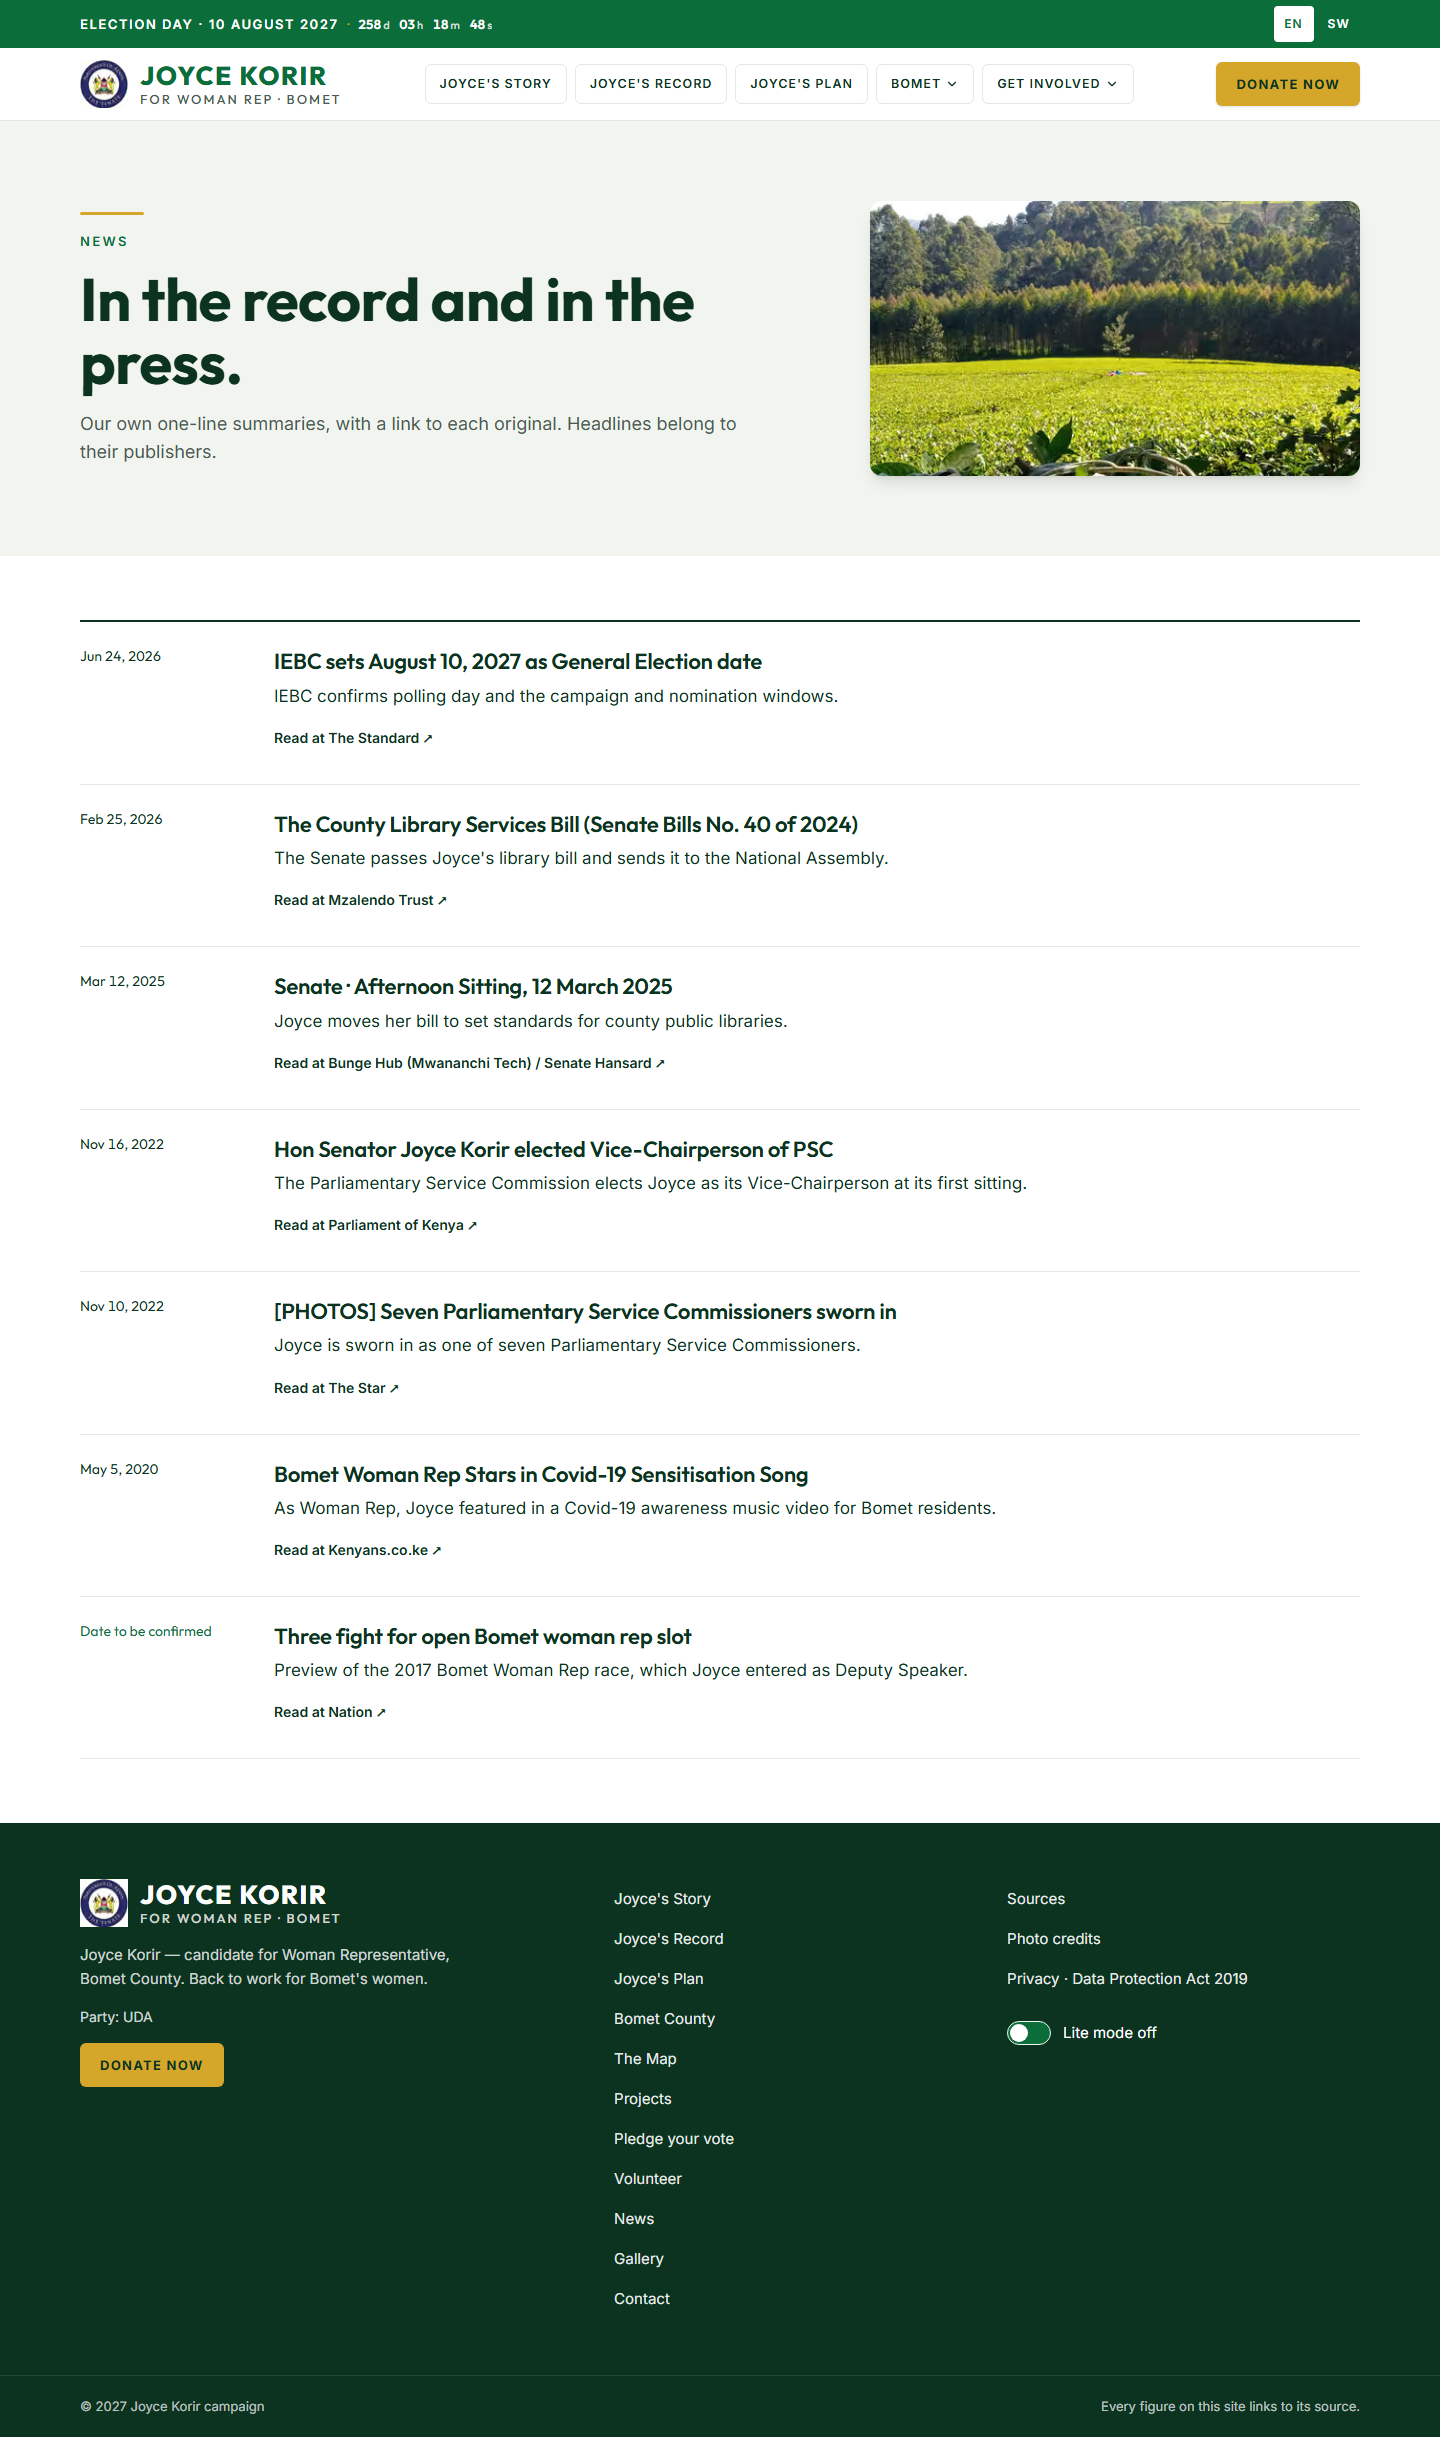 ELECTION DAY · 10 AUGUST 2027 · 258d 03h 18m 48s
EN SW
JOYCE KORIR
FOR WOMAN REP · BOMET
JOYCE'S STORY
JOYCE'S RECORD
JOYCE'S PLAN
BOMET
GET INVOLVED
DONATE NOW
NEWS
In the record and in the
press.
Our own one-line summaries, with a link to each original. Headlines belong to
their publishers.
Jun 24, 2026
IEBC sets August 10, 2027 as General Election date
IEBC confirms polling day and the campaign and nomination windows.
Read at The Standard ↗
Feb 25, 2026
The County Library Services Bill (Senate Bills No. 40 of 2024)
The Senate passes Joyce's library bill and sends it to the National Assembly.
Read at Mzalendo Trust ↗
Mar 12, 2025
Senate · Afternoon Sitting, 12 March 2025
Joyce moves her bill to set standards for county public libraries.
Read at Bunge Hub (Mwananchi Tech) / Senate Hansard ↗
Nov 16, 2022
Hon Senator Joyce Korir elected Vice-Chairperson of PSC
The Parliamentary Service Commission elects Joyce as its Vice-Chairperson at its first sitting.
Read at Parliament of Kenya ↗
Nov 10, 2022
[PHOTOS] Seven Parliamentary Service Commissioners sworn in
Joyce is sworn in as one of seven Parliamentary Service Commissioners.
Read at The Star ↗
May 5, 2020
Bomet Woman Rep Stars in Covid-19 Sensitisation Song
As Woman Rep, Joyce featured in a Covid-19 awareness music video for Bomet residents.
Read at Kenyans.co.ke ↗
Date to be confirmed
Three fight for open Bomet woman rep slot
Preview of the 2017 Bomet Woman Rep race, which Joyce entered as Deputy Speaker.
Read at Nation ↗
JOYCE KORIR
FOR WOMAN REP · BOMET
Joyce Korir — candidate for Woman Representative,
Bomet County. Back to work for Bomet's women.
Party: UDA
DONATE NOW
Joyce's Story
Joyce's Record
Joyce's Plan
Bomet County
The Map
Projects
Pledge your vote
Volunteer
News
Gallery
Contact
Sources
Photo credits
Privacy · Data Protection Act 2019
Lite mode off
© 2027 Joyce Korir campaign
Every figure on this site links to its source.